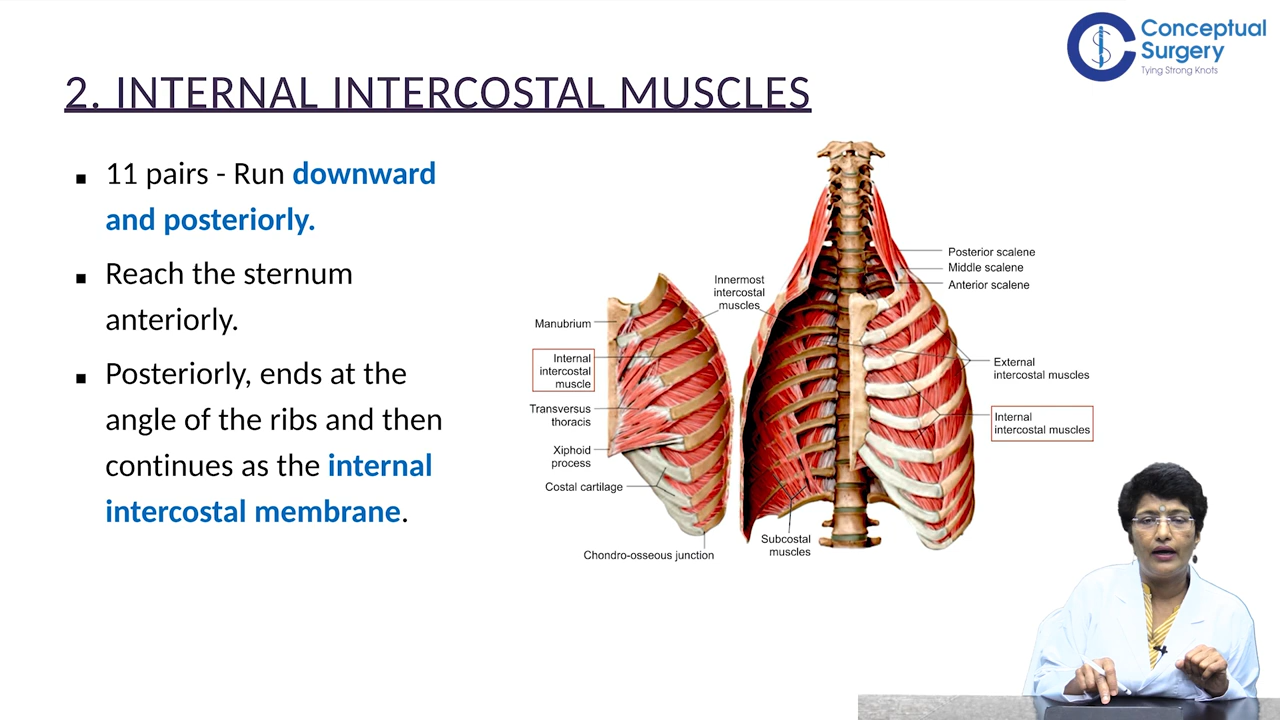 Conceptual
Surgery
Tying Strong Knots
2. INTERNAL INTERCOSTAL MUSCLES
▪ 11 pairs - Run downward
and posteriorly.
▪ Reach the sternum
anteriorly.
▪ Posteriorly, ends at the
angle of the ribs and then
continues as the internal
intercostal membrane.
Manubrium
Internal
intercostal
muscle
Transversus
thoracis
Xiphoid
process
Costal cartilage
Chondro-osseous junction
Innermost
intercostal
muscles
Subcostal
muscles
Posterior scalene
Middle scalene
Anterior scalene
External
intercostal muscles
Internal
intercostal muscles